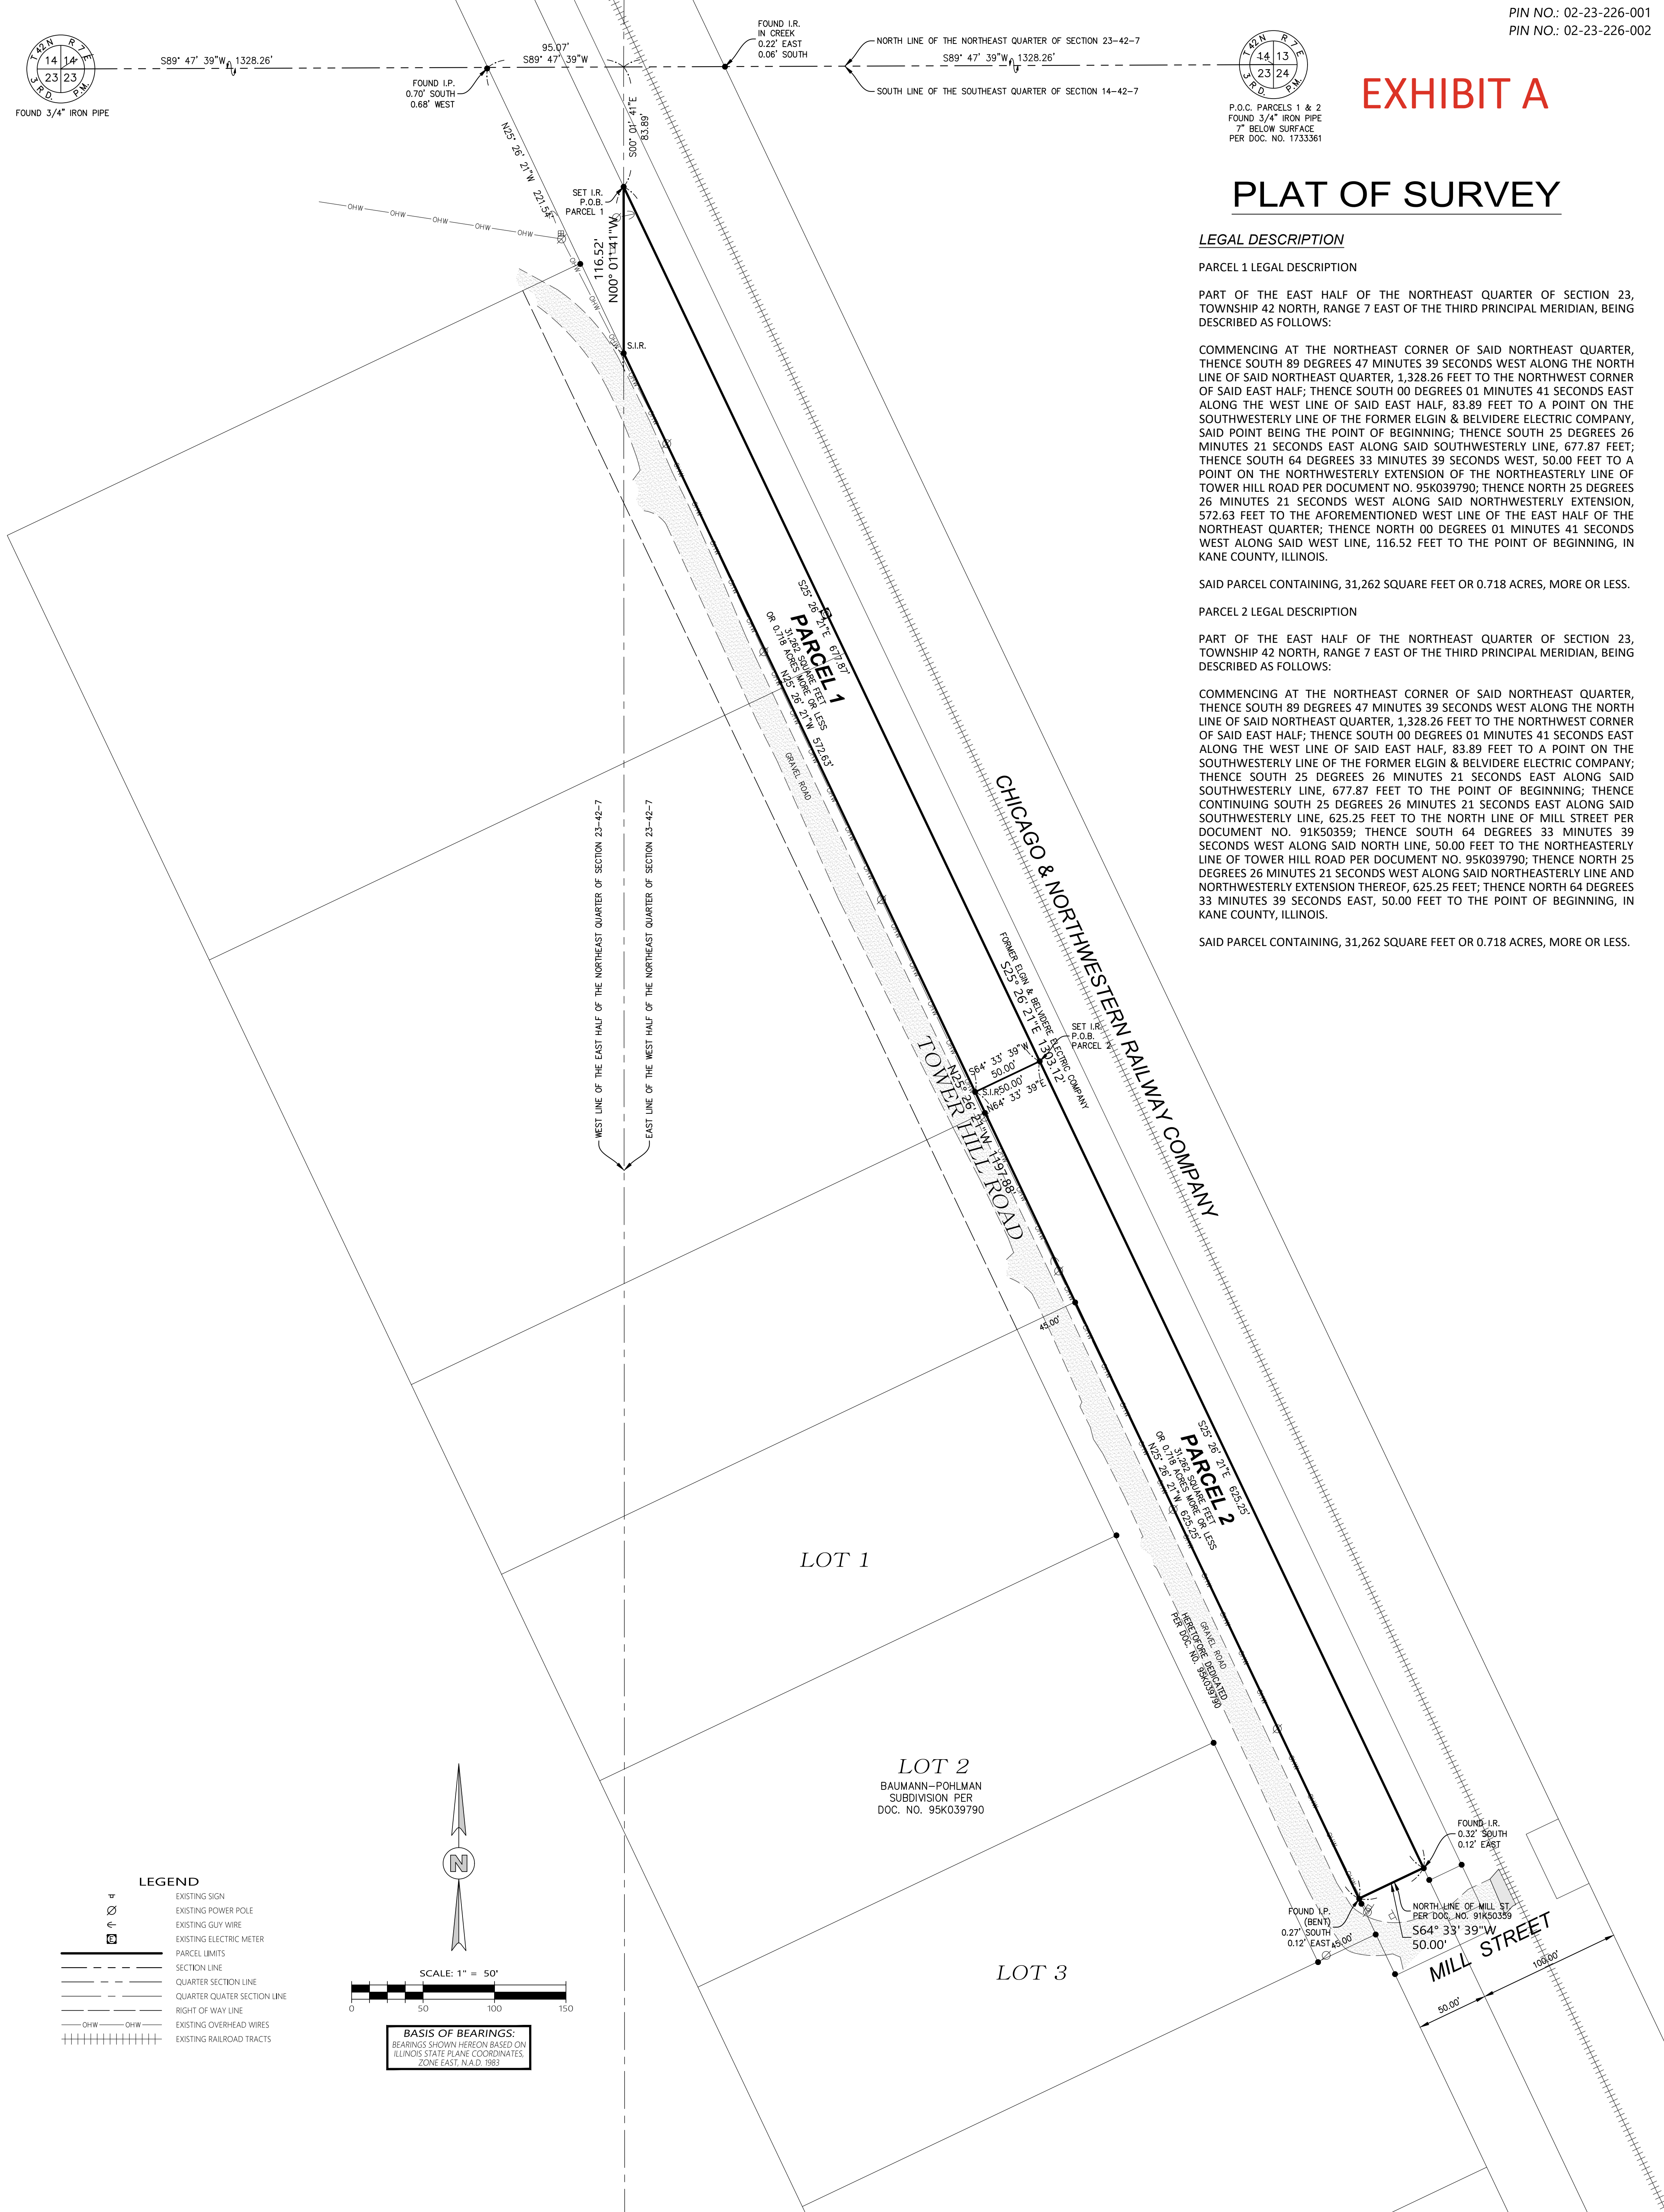 PIN NO.: 02-23-226-001
PIN NO.: 02-23-226-002
EXHIBIT A
PLAT OF SURVEY
T 42 N R 7 E
14 14
23 23
3 R D. P.M.
FOUND 3/4" IRON PIPE
S89° 47' 39"W 1328.26'
FOUND I.P.
0.70' SOUTH
0.68' WEST
95.07'
S89° 47' 39"W
FOUND I.R.
IN CREEK
0.22' EAST
0.06' SOUTH
NORTH LINE OF THE NORTHEAST QUARTER OF SECTION 23-42-7
S89° 47' 39"W 1328.26'
SOUTH LINE OF THE SOUTHEAST QUARTER OF SECTION 14-42-7
T 42 N R 7 E
14 13
23 24
3 R D. P.M.
P.O.C. PARCELS 1 & 2
FOUND 3/4" IRON PIPE
7" BELOW SURFACE
PER DOC. NO. 1733361
LEGAL DESCRIPTION
PARCEL 1 LEGAL DESCRIPTION
PART OF THE EAST HALF OF THE NORTHEAST QUARTER OF SECTION 23,
TOWNSHIP 42 NORTH, RANGE 7 EAST OF THE THIRD PRINCIPAL MERIDIAN, BEING
DESCRIBED AS FOLLOWS:
COMMENCING AT THE NORTHEAST CORNER OF SAID NORTHEAST QUARTER,
THENCE SOUTH 89 DEGREES 47 MINUTES 39 SECONDS WEST ALONG THE NORTH
LINE OF SAID NORTHEAST QUARTER, 1,328.26 FEET TO THE NORTHWEST CORNER
OF SAID EAST HALF; THENCE SOUTH 00 DEGREES 01 MINUTES 41 SECONDS EAST
ALONG THE WEST LINE OF SAID EAST HALF, 83.89 FEET TO A POINT ON THE
SOUTHWESTERLY LINE OF THE FORMER ELGIN & BELVIDERE ELECTRIC COMPANY,
SAID POINT BEING THE POINT OF BEGINNING; THENCE SOUTH 25 DEGREES 26
MINUTES 21 SECONDS EAST ALONG SAID SOUTHWESTERLY LINE, 677.87 FEET;
THENCE SOUTH 64 DEGREES 33 MINUTES 39 SECONDS WEST, 50.00 FEET TO A
POINT ON THE NORTHWESTERLY EXTENSION OF THE NORTHEASTERLY LINE OF
TOWER HILL ROAD PER DOCUMENT NO. 95K039790; THENCE NORTH 25 DEGREES
26 MINUTES 21 SECONDS WEST ALONG SAID NORTHWESTERLY EXTENSION,
572.63 FEET TO THE AFOREMENTIONED WEST LINE OF THE EAST HALF OF THE
NORTHEAST QUARTER; THENCE NORTH 00 DEGREES 01 MINUTES 41 SECONDS
WEST ALONG SAID WEST LINE, 116.52 FEET TO THE POINT OF BEGINNING, IN
KANE COUNTY, ILLINOIS.
SAID PARCEL CONTAINING, 31,262 SQUARE FEET OR 0.718 ACRES, MORE OR LESS.
PARCEL 2 LEGAL DESCRIPTION
PART OF THE EAST HALF OF THE NORTHEAST QUARTER OF SECTION 23,
TOWNSHIP 42 NORTH, RANGE 7 EAST OF THE THIRD PRINCIPAL MERIDIAN, BEING
DESCRIBED AS FOLLOWS:
COMMENCING AT THE NORTHEAST CORNER OF SAID NORTHEAST QUARTER,
THENCE SOUTH 89 DEGREES 47 MINUTES 39 SECONDS WEST ALONG THE NORTH
LINE OF SAID NORTHEAST QUARTER, 1,328.26 FEET TO THE NORTHWEST CORNER
OF SAID EAST HALF; THENCE SOUTH 00 DEGREES 01 MINUTES 41 SECONDS EAST
ALONG THE WEST LINE OF SAID EAST HALF, 83.89 FEET TO A POINT ON THE
SOUTHWESTERLY LINE OF THE FORMER ELGIN & BELVIDERE ELECTRIC COMPANY;
THENCE SOUTH 25 DEGREES 26 MINUTES 21 SECONDS EAST ALONG SAID
SOUTHWESTERLY LINE, 677.87 FEET TO THE POINT OF BEGINNING; THENCE
CONTINUING SOUTH 25 DEGREES 26 MINUTES 21 SECONDS EAST ALONG SAID
SOUTHWESTERLY LINE, 625.25 FEET TO THE NORTH LINE OF MILL STREET PER
DOCUMENT NO. 91K50359; THENCE SOUTH 64 DEGREES 33 MINUTES 39
SECONDS WEST ALONG SAID NORTH LINE, 50.00 FEET TO THE NORTHEASTERLY
LINE OF TOWER HILL ROAD PER DOCUMENT NO. 95K039790; THENCE NORTH 25
DEGREES 26 MINUTES 21 SECONDS WEST ALONG SAID NORTHEASTERLY LINE AND
NORTHWESTERLY EXTENSION THEREOF, 625.25 FEET; THENCE NORTH 64 DEGREES
33 MINUTES 39 SECONDS EAST, 50.00 FEET TO THE POINT OF BEGINNING, IN
KANE COUNTY, ILLINOIS.
SAID PARCEL CONTAINING, 31,262 SQUARE FEET OR 0.718 ACRES, MORE OR LESS.
S00° 01' 41"E
83.89'
N25° 26' 21"W 221.54'
SET I.R.
P.O.B.
PARCEL 1
116.52'
N00° 01' 41"W
S.I.R.
OHW OHW OHW OHW OHW
S25° 26' 21"E 677.87'
PARCEL 1
31,262 SQUARE FEET
OR 0.718 ACRES MORE OR LESS
N25° 26' 21"W 572.63'
GRAVEL ROAD
WEST LINE OF THE EAST HALF OF THE NORTHEAST QUARTER OF SECTION 23-42-7
EAST LINE OF THE WEST HALF OF THE NORTHEAST QUARTER OF SECTION 23-42-7
CHICAGO & NORTHWESTERN RAILWAY COMPANY
FORMER ELGIN & BELVIDERE ELECTRIC COMPANY
S25° 26' 21"E 1303.12'
SET I.R.
P.O.B.
PARCEL 2
S64° 33' 39"W
50.00'
S.I.R.
50.00'
N64° 33' 39"E
TOWER HILL ROAD
N25° 26' 21"W 1197.88'
45.00'
S25° 26' 21"E 625.25'
PARCEL 2
31,262 SQUARE FEET
OR 0.718 ACRES MORE OR LESS
N25° 26' 21"W 625.25'
LOT 1
GRAVEL ROAD
HERETOFORE DEDICATED
PER DOC. NO. 95K039790
LOT 2
BAUMANN-POHLMAN
SUBDIVISION PER
DOC. NO. 95K039790
LOT 3
FOUND I.R.
0.32' SOUTH
0.12' EAST
FOUND I.P.
(BENT)
0.27' SOUTH
0.12' EAST
45.00'
NORTH LINE OF MILL ST.
PER DOC. NO. 91K50359
S64° 33' 39"W
50.00'
MILL STREET
50.00'
100.00'
N
SCALE: 1" = 50'
0 50 100 150
BASIS OF BEARINGS:
BEARINGS SHOWN HEREON BASED ON
ILLINOIS STATE PLANE COORDINATES,
ZONE EAST, N.A.D. 1983
LEGEND
EXISTING SIGN
EXISTING POWER POLE
EXISTING GUY WIRE
E EXISTING ELECTRIC METER
PARCEL LIMITS
SECTION LINE
QUARTER SECTION LINE
QUARTER QUATER SECTION LINE
RIGHT OF WAY LINE
OHW OHW EXISTING OVERHEAD WIRES
EXISTING RAILROAD TRACTS